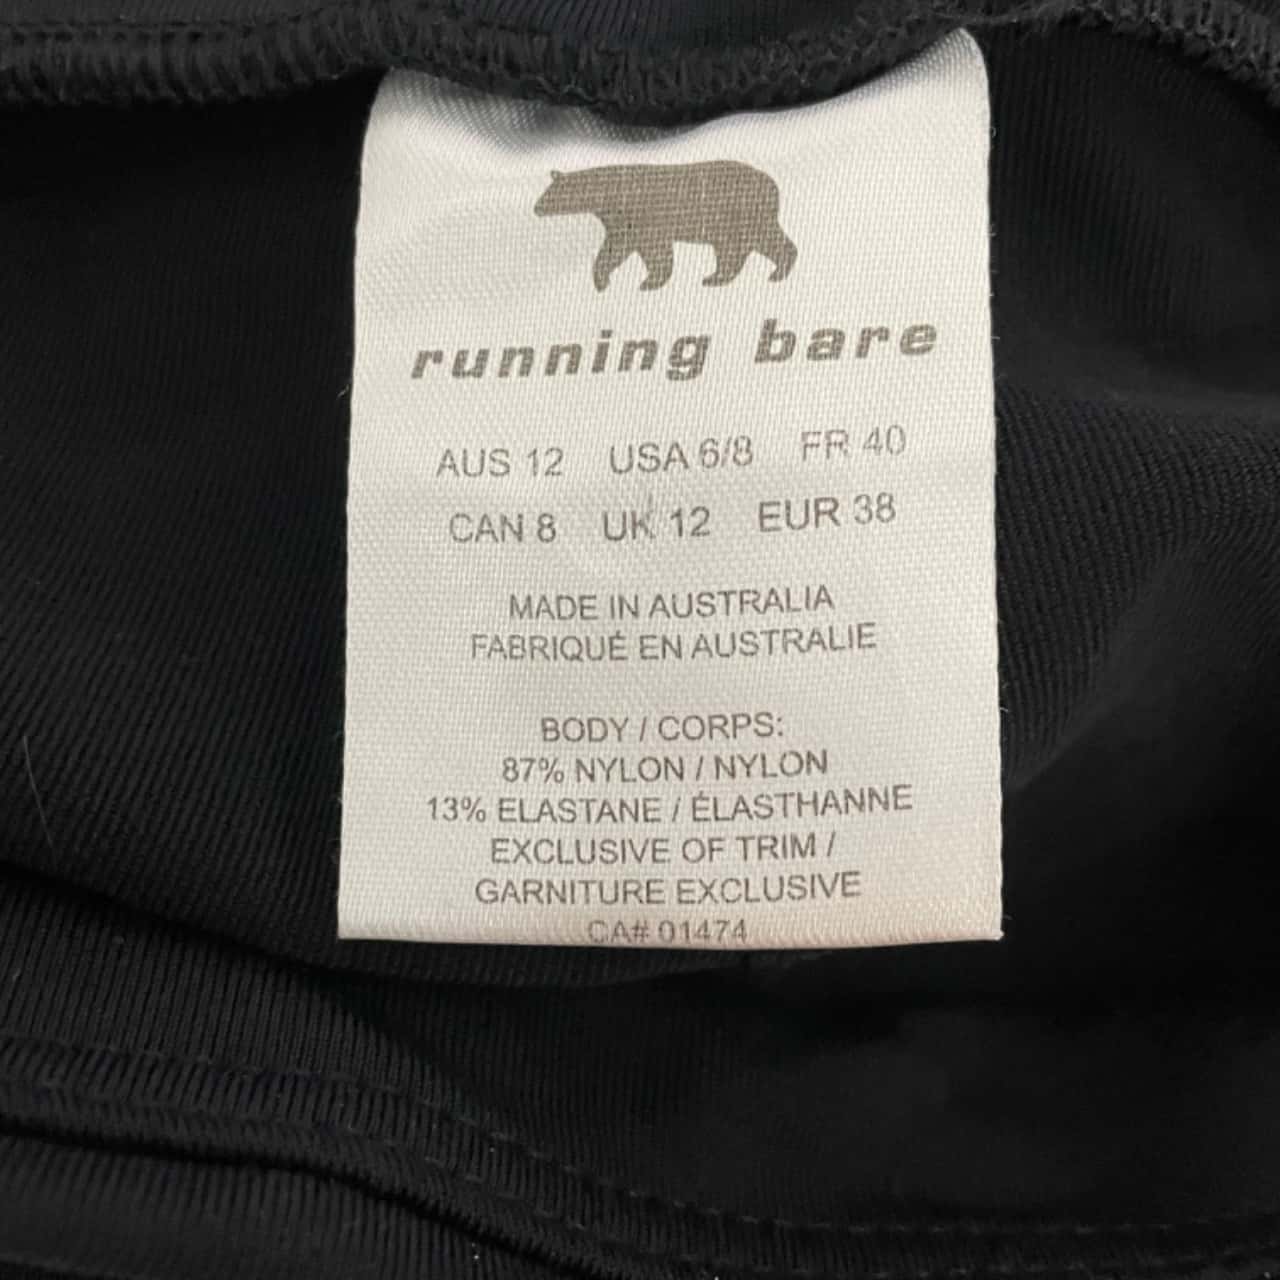 running bare
AUS 12 USA 6/8 FR 40
CAN 8 UK 12 EUR 38
MADE IN AUSTRALIA
FABRIQUÉ EN AUSTRALIE
BODY / CORPS:
87% NYLON / NYLON
13% ELASTANE / ÉLASTHANNE
EXCLUSIVE OF TRIM /
GARNITURE EXCLUSIVE
CA# 01474